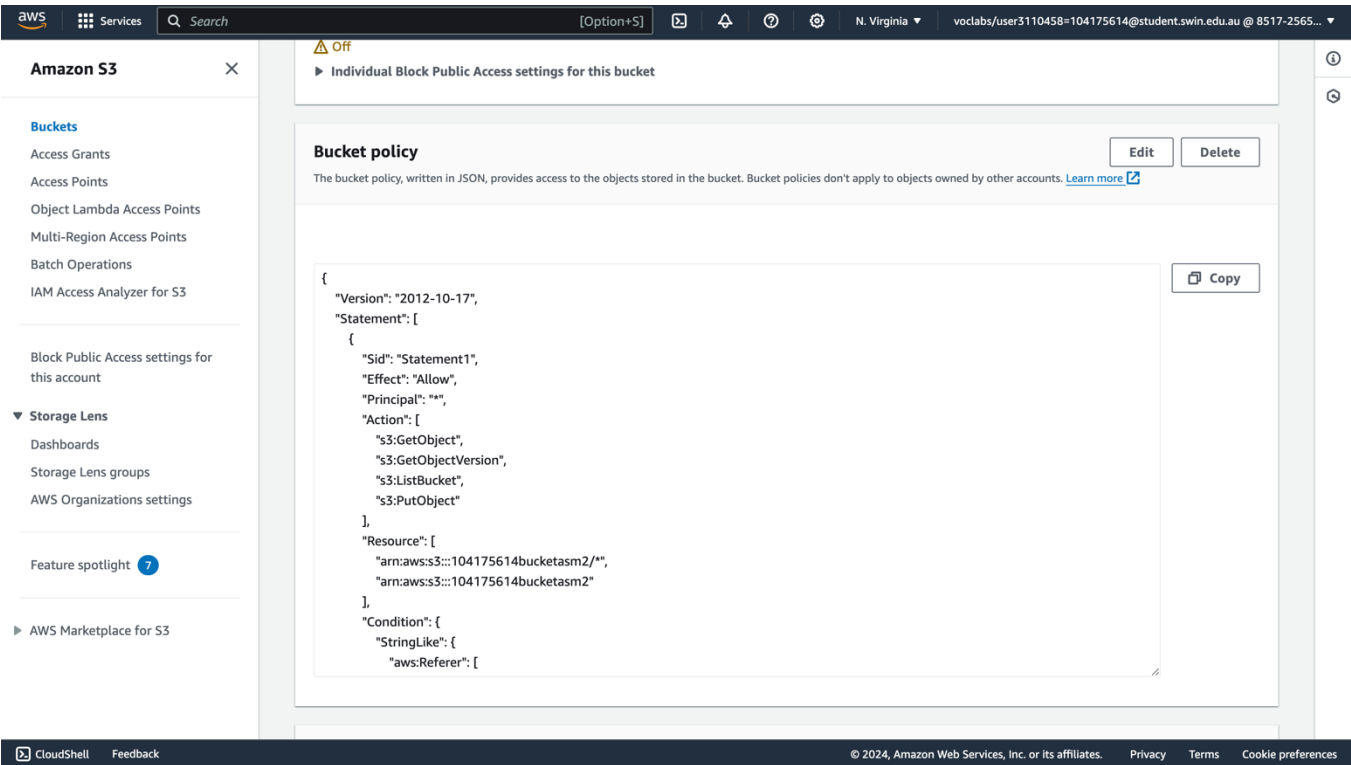 aws
Services
Search
[Option+S]
N. Virginia
voclabs/user3110458=104175614@student.swin.edu.au @ 8517-2565...
Amazon S3
Buckets
Access Grants
Access Points
Object Lambda Access Points
Multi-Region Access Points
Batch Operations
IAM Access Analyzer for S3
Block Public Access settings for
this account
Storage Lens
Dashboards
Storage Lens groups
AWS Organizations settings
Feature spotlight 7
AWS Marketplace for S3
Off
Individual Block Public Access settings for this bucket
Bucket policy
Edit
Delete
The bucket policy, written in JSON, provides access to the objects stored in the bucket. Bucket policies don't apply to objects owned by other accounts. Learn more
Copy
{
"Version": "2012-10-17",
"Statement": [
{
"Sid": "Statement1",
"Effect": "Allow",
"Principal": "*",
"Action": [
"s3:GetObject",
"s3:GetObjectVersion",
"s3:ListBucket",
"s3:PutObject"
],
"Resource": [
"arn:aws:s3:::104175614bucketasm2/*",
"arn:aws:s3:::104175614bucketasm2"
],
"Condition": {
"StringLike": {
"aws:Referer": [
CloudShell
Feedback
© 2024, Amazon Web Services, Inc. or its affiliates.
Privacy
Terms
Cookie preferences